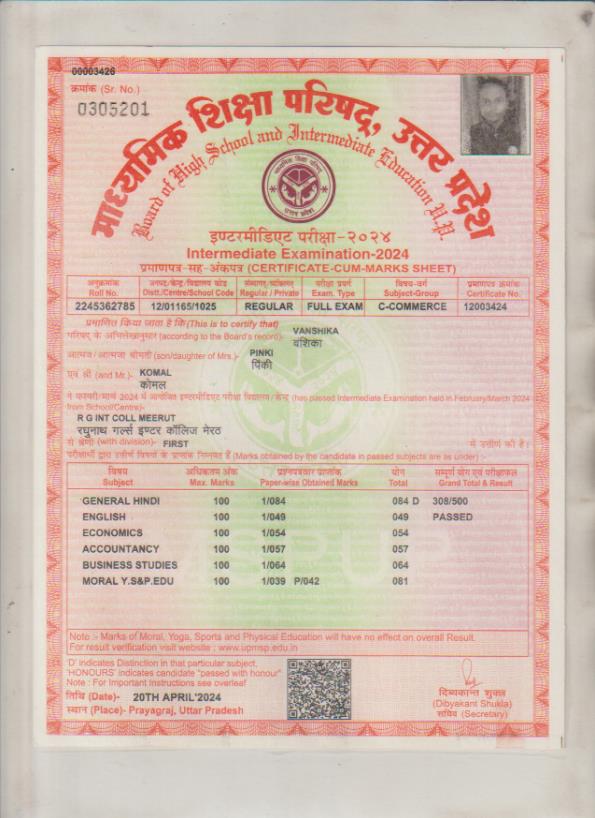 00003426
क्रमांक (Sr. No.)
0305201
माध्यमिक शिक्षा परिषद्, उत्तर प्रदेश
Board of High School and Intermediate Education U.P.
इण्टरमीडिएट परीक्षा-२०२४
Intermediate Examination-2024
प्रमाणपत्र-सह-अंकपत्र (CERTIFICATE-CUM-MARKS SHEET)
अनुक्रमांक जनपद/केन्द्र/विद्यालय कोड संस्थागत/व्यक्तिगत परीक्षा प्रकार विषय-वर्ग प्रमाणपत्र क्रमांक
Roll No. Distt./Centre/School Code Regular / Private Exam. Type Subject-Group Certificate No.
2245362785 12/01165/1025 REGULAR FULL EXAM C-COMMERCE 12003424
प्रमाणित किया जाता है कि (This is to certify that)
परिषद के अभिलेखानुसार (according to the Board's record)- VANSHIKA
वंशिका
आत्मज/आत्मजा श्रीमती (son/daughter of Mrs.)- PINKI
पिंकी
एवं श्री (and Mr.)- KOMAL
कोमल
ने फरवरी/मार्च 2024 में आयोजित इण्टरमीडिएट परीक्षा विद्यालय/केन्द्र (has passed Intermediate Examination held in February/March 2024
from School/Centre)-
R G INT COLL MEERUT
रघुनाथ गर्ल्स इण्टर कॉलिज मेरठ
से श्रेणी (with division)- FIRST में उत्तीर्ण की है।
परीक्षार्थी द्वारा उत्तीर्ण विषयों के प्राप्तांक निम्नवत हैं (Marks obtained by the candidate in passed subjects are as under) :-
विषय अधिकतम अंक प्रश्नपत्रवार प्राप्तांक योग सम्पूर्ण योग एवं परीक्षाफल
Subject Max. Marks Paper-wise Obtained Marks Total Grand Total & Result
GENERAL HINDI 100 1/084 084 D 308/500
ENGLISH 100 1/049 049 PASSED
ECONOMICS 100 1/054 054
ACCOUNTANCY 100 1/057 057
BUSINESS STUDIES 100 1/064 064
MORAL Y.S&P.EDU 100 1/039 P/042 081
Note :- Marks of Moral, Yoga, Sports and Physical Education will have no effect on overall Result.
For result verification visit website : www.upmsp.edu.in
'D' indicates Distinction in that particular subject,
'HONOURS' indicates candidate "passed with honour"
Note : For Important Instructions see overleaf
तिथि (Date)- 20TH APRIL'2024
स्थान (Place)- Prayagraj, Uttar Pradesh
दिब्यकान्त शुक्ल
(Dibyakant Shukla)
सचिव (Secretary)